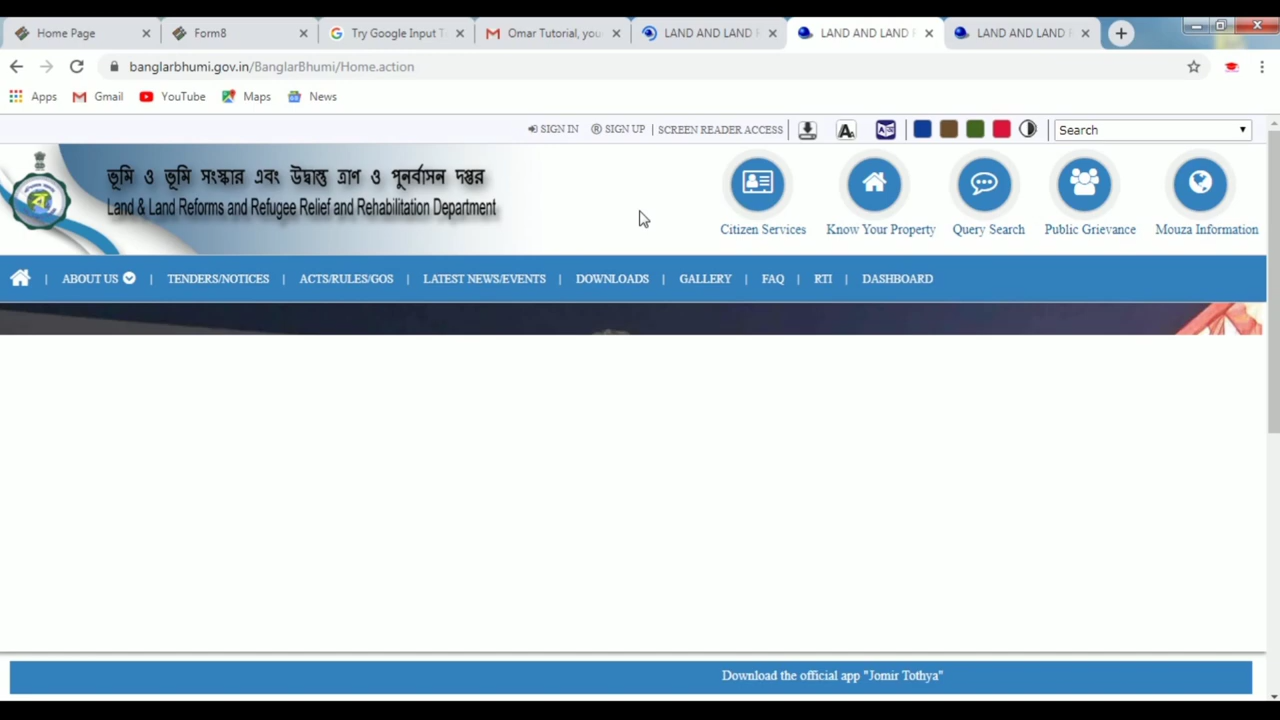 Home Page
Form8
Try Google Input T
Omar Tutorial, you
LAND AND LAND
LAND AND LAND
LAND AND LAND
banglarbhumi.gov.in/BanglarBhumi/Home.action
Apps Gmail YouTube Maps News
SIGN IN SIGN UP | SCREEN READER ACCESS Search
ভূমি ও ভূমি সংস্কার এবং উদ্বাস্তু ত্রাণ ও পুনর্বাসন দপ্তর
Land & Land Reforms and Refugee Relief and Rehabilitation Department
Citizen Services Know Your Property Query Search Public Grievance Mouza Information
ABOUT US | TENDERS/NOTICES | ACTS/RULES/GOS | LATEST NEWS/EVENTS | DOWNLOADS | GALLERY | FAQ | RTI | DASHBOARD
Download the official app "Jomir Tothya"